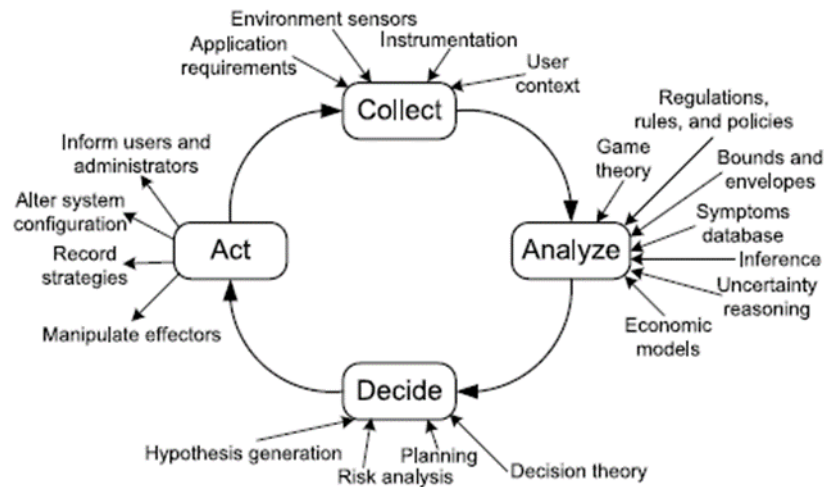 Environment sensors
Application
requirements
Instrumentation
User
context
Collect
Regulations,
rules, and policies
Game
theory
Bounds and
envelopes
Symptoms
database
Inference
Uncertainty
reasoning
Economic
models
Analyze
Inform users and
administrators
Alter system
configuration
Record
strategies
Manipulate effectors
Act
Decide
Hypothesis generation
Risk analysis
Planning
Decision theory